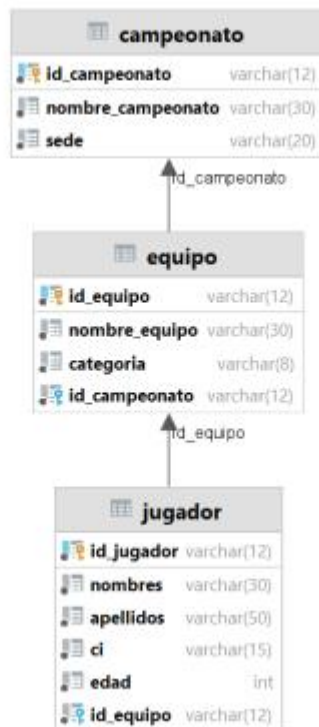 campeonato
id_campeonato varchar(12)
nombre_campeonato varchar(30)
sede varchar(20)
id_campeonato
equipo
id_equipo varchar(12)
nombre_equipo varchar(30)
categoria varchar(8)
id_campeonato varchar(12)
id_equipo
jugador
id_jugador varchar(12)
nombres varchar(30)
apellidos varchar(50)
ci varchar(15)
edad int
id_equipo varchar(12)